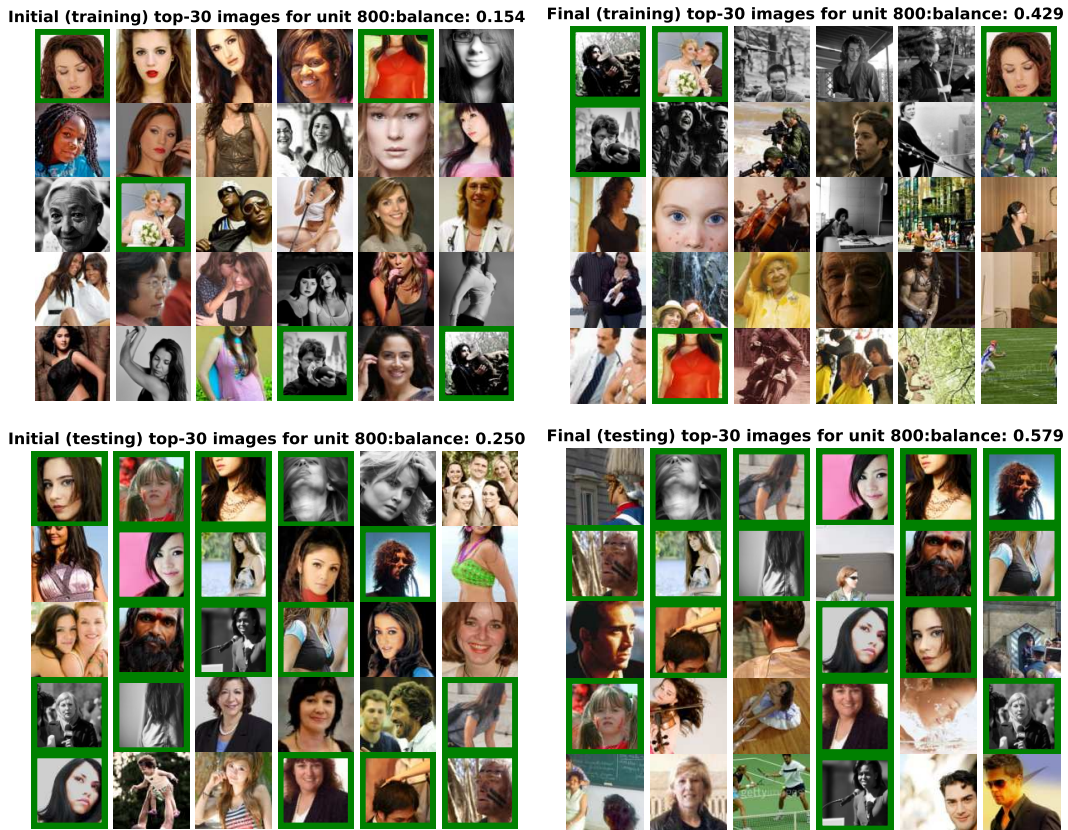 Initial (training) top-30 images for unit 800:balance: 0.154
Final (training) top-30 images for unit 800:balance: 0.429
Initial (testing) top-30 images for unit 800:balance: 0.250
Final (testing) top-30 images for unit 800:balance: 0.579